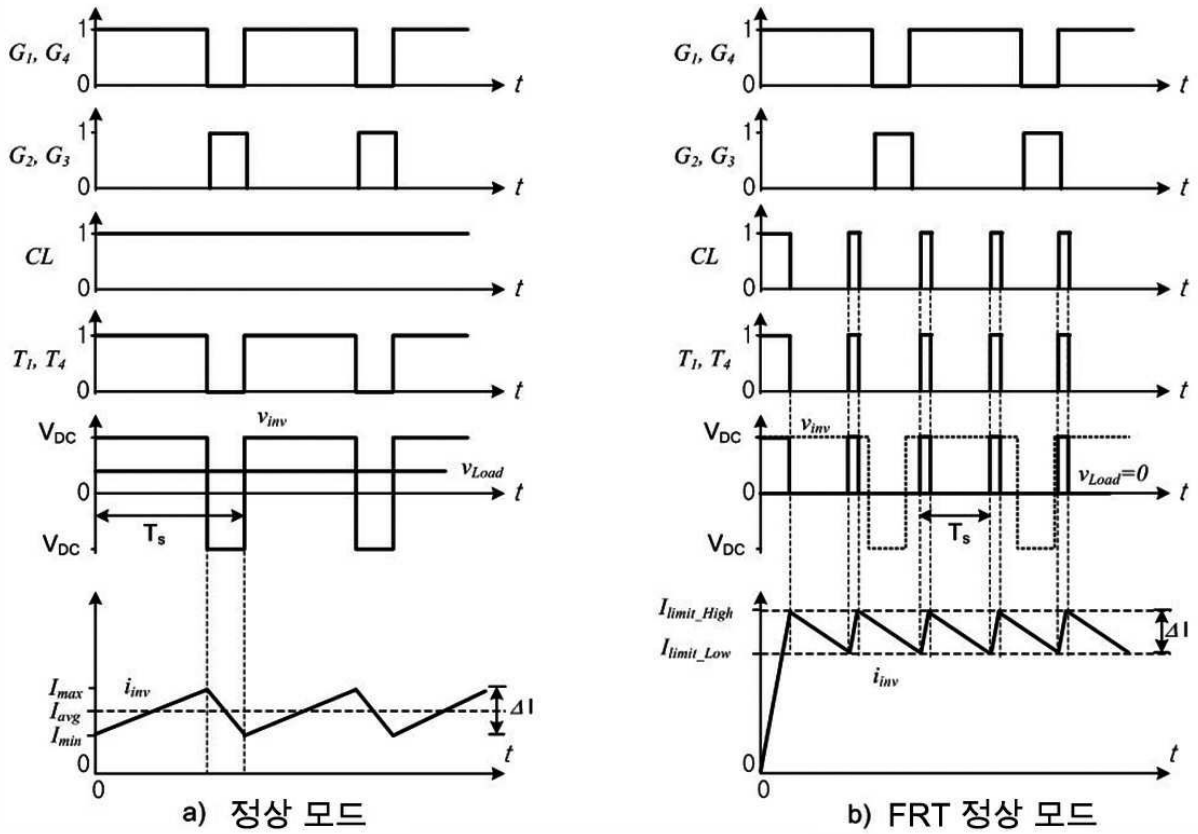 G1, G4
1
0
t
G2, G3
1
0
t
CL
1
0
t
T1, T4
1
0
t
VDC
0
VDC
vinv
vLoad
t
Ts
Imax
Iavg
Imin
0
0
iinv
ΔI
t
a) 정상 모드
G1, G4
1
0
t
G2, G3
1
0
t
CL
1
0
t
T1, T4
1
0
t
VDC
0
VDC
vinv
vLoad=0
t
Ts
Ilimit_High
Ilimit_Low
0
0
iinv
ΔI
t
b) FRT 정상 모드